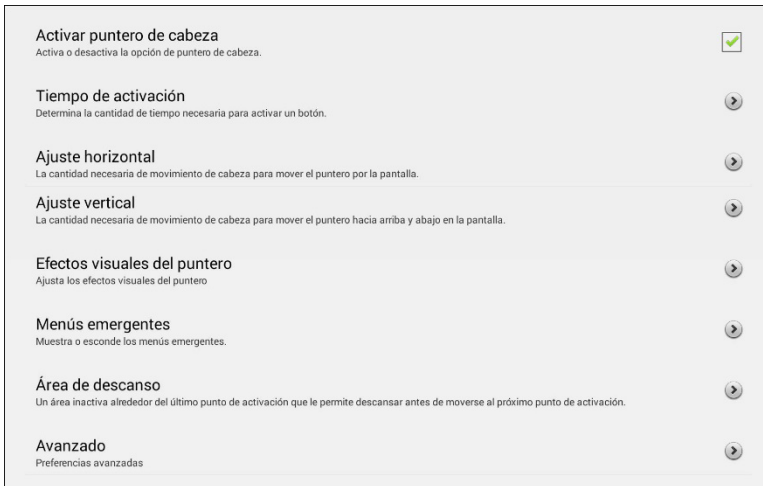 Activar puntero de cabeza
Activa o desactiva la opción de puntero de cabeza.
Tiempo de activación
Determina la cantidad de tiempo necesaria para activar un botón.
Ajuste horizontal
La cantidad necesaria de movimiento de cabeza para mover el puntero por la pantalla.
Ajuste vertical
La cantidad necesaria de movimiento de cabeza para mover el puntero hacia arriba y abajo en la pantalla.
Efectos visuales del puntero
Ajusta los efectos visuales del puntero
Menús emergentes
Muestra o esconde los menús emergentes.
Área de descanso
Un área inactiva alrededor del último punto de activación que le permite descansar antes de moverse al próximo punto de activación.
Avanzado
Preferencias avanzadas